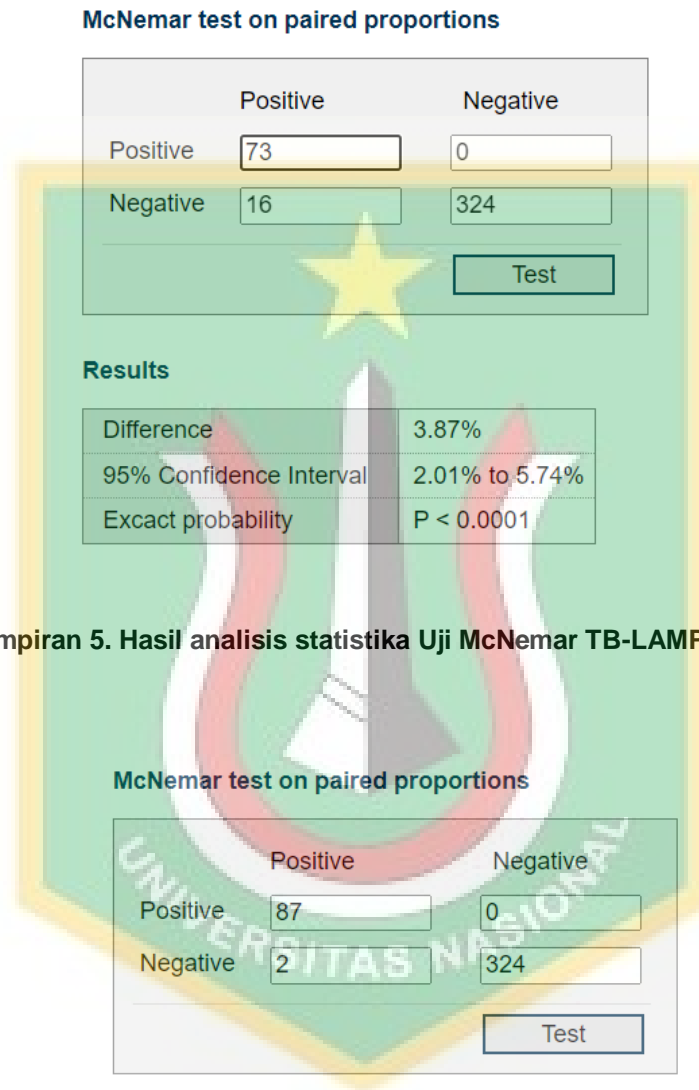 McNemar test on paired proportions
Positive Negative
Positive 73 0
Negative 16 324
Test
Results
Difference 3.87%
95% Confidence Interval 2.01% to 5.74%
Excact probability P < 0.0001
mpiran 5. Hasil analisis statistika Uji McNemar TB-LAMP
McNemar test on paired proportions
Positive Negative
Positive 87 0
Negative 2 324
Test
UNIVERSITAS NASIONAL